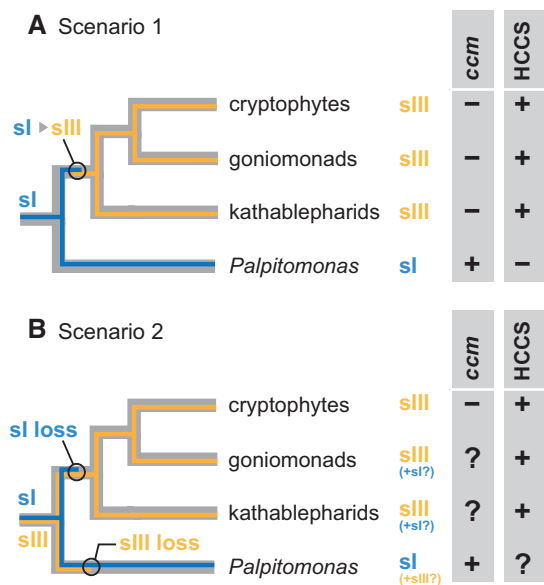 A Scenario 1
ccm HCCS
sI ▶ sIII
cryptophytes sIII − +
goniomonads sIII − +
sI
kathablepharids sIII − +
Palpitomonas sI + −
B Scenario 2
ccm HCCS
cryptophytes sIII − +
sI loss
goniomonads sIII ? +
(+sI?)
sI
kathablepharids sIII ? +
(+sI?)
sIII
sIII loss
Palpitomonas sI + ?
(+sIII?)